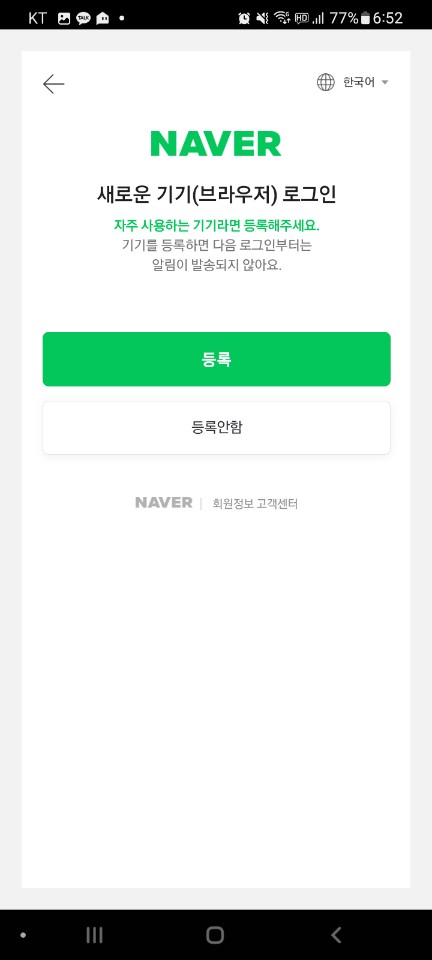 KT TALK HD 77% 6:52
한국어
NAVER
새로운 기기(브라우저) 로그인
자주 사용하는 기기라면 등록해주세요.
기기를 등록하면 다음 로그인부터는
알림이 발송되지 않아요.
등록
등록안함
NAVER | 회원정보 고객센터